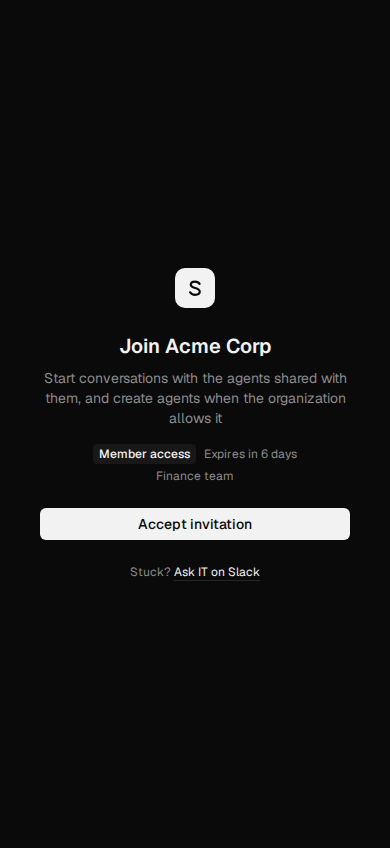 S
Join Acme Corp
Start conversations with the agents shared with
them, and create agents when the organization
allows it
Member access Expires in 6 days
Finance team
Accept invitation
Stuck? Ask IT on Slack